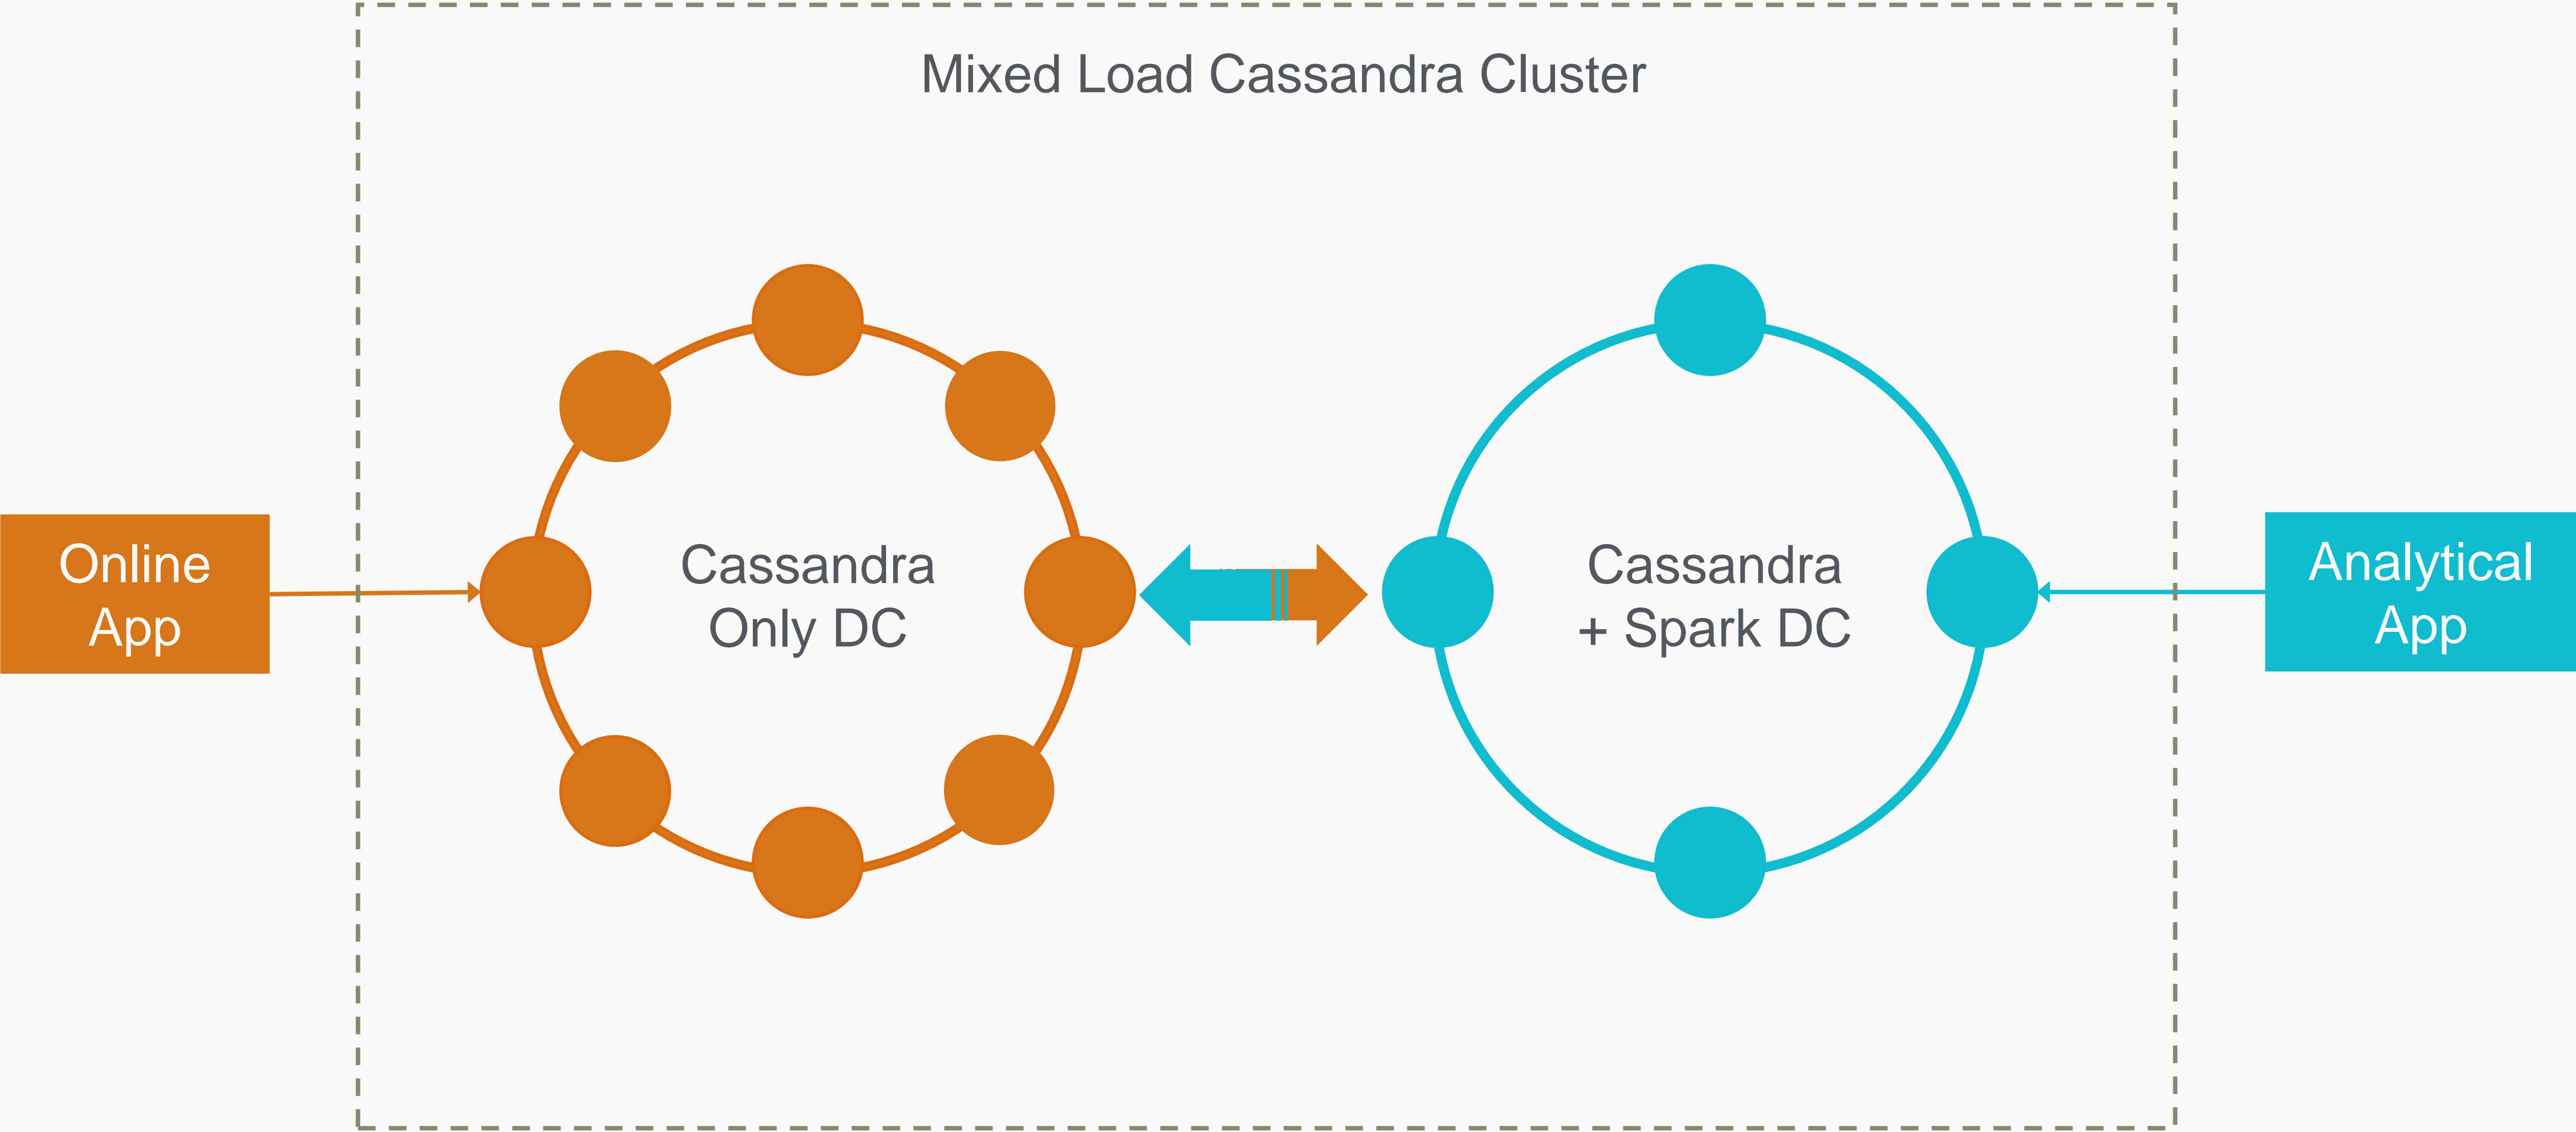 Mixed Load Cassandra Cluster
Online
App
Cassandra
Only DC
Cassandra
+ Spark DC
Analytical
App